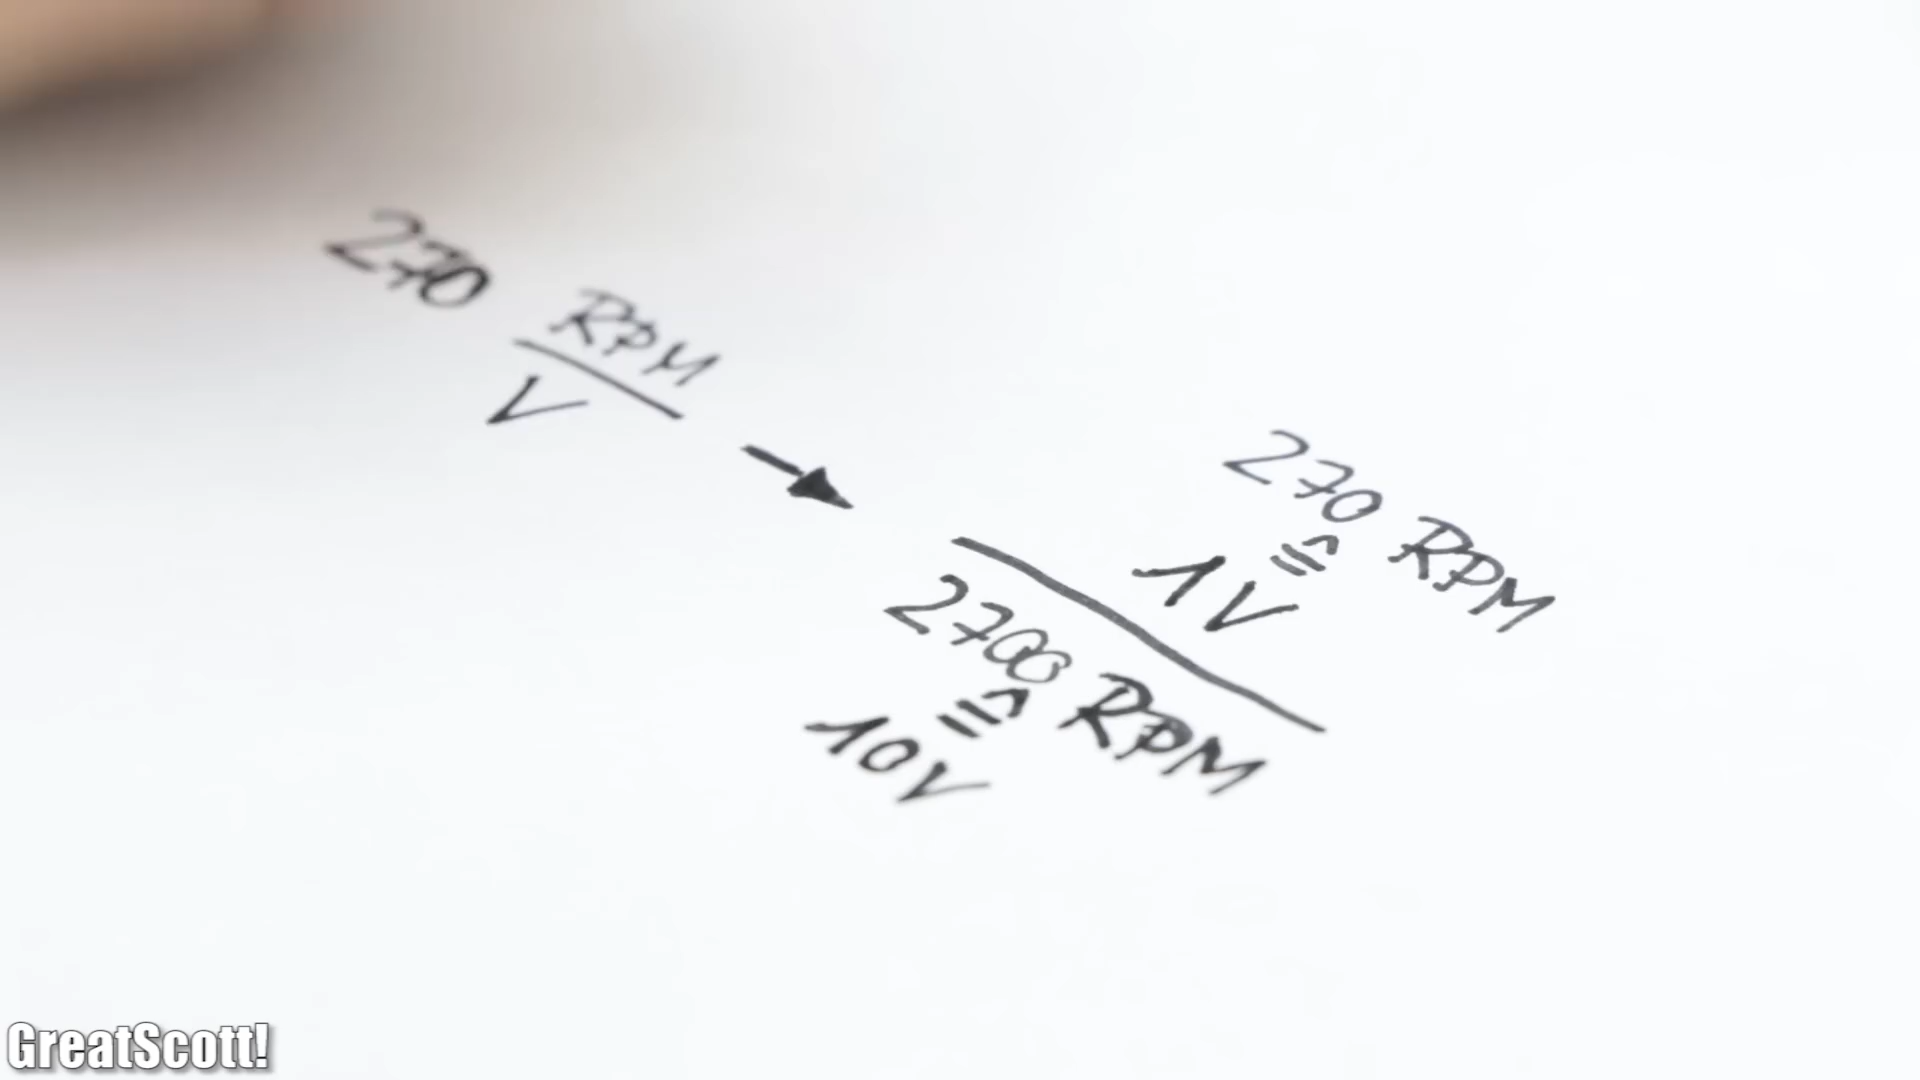 270 RPM
V
→
270 RPM
≙
1V
2700 RPM
≙
10V
GreatScott!